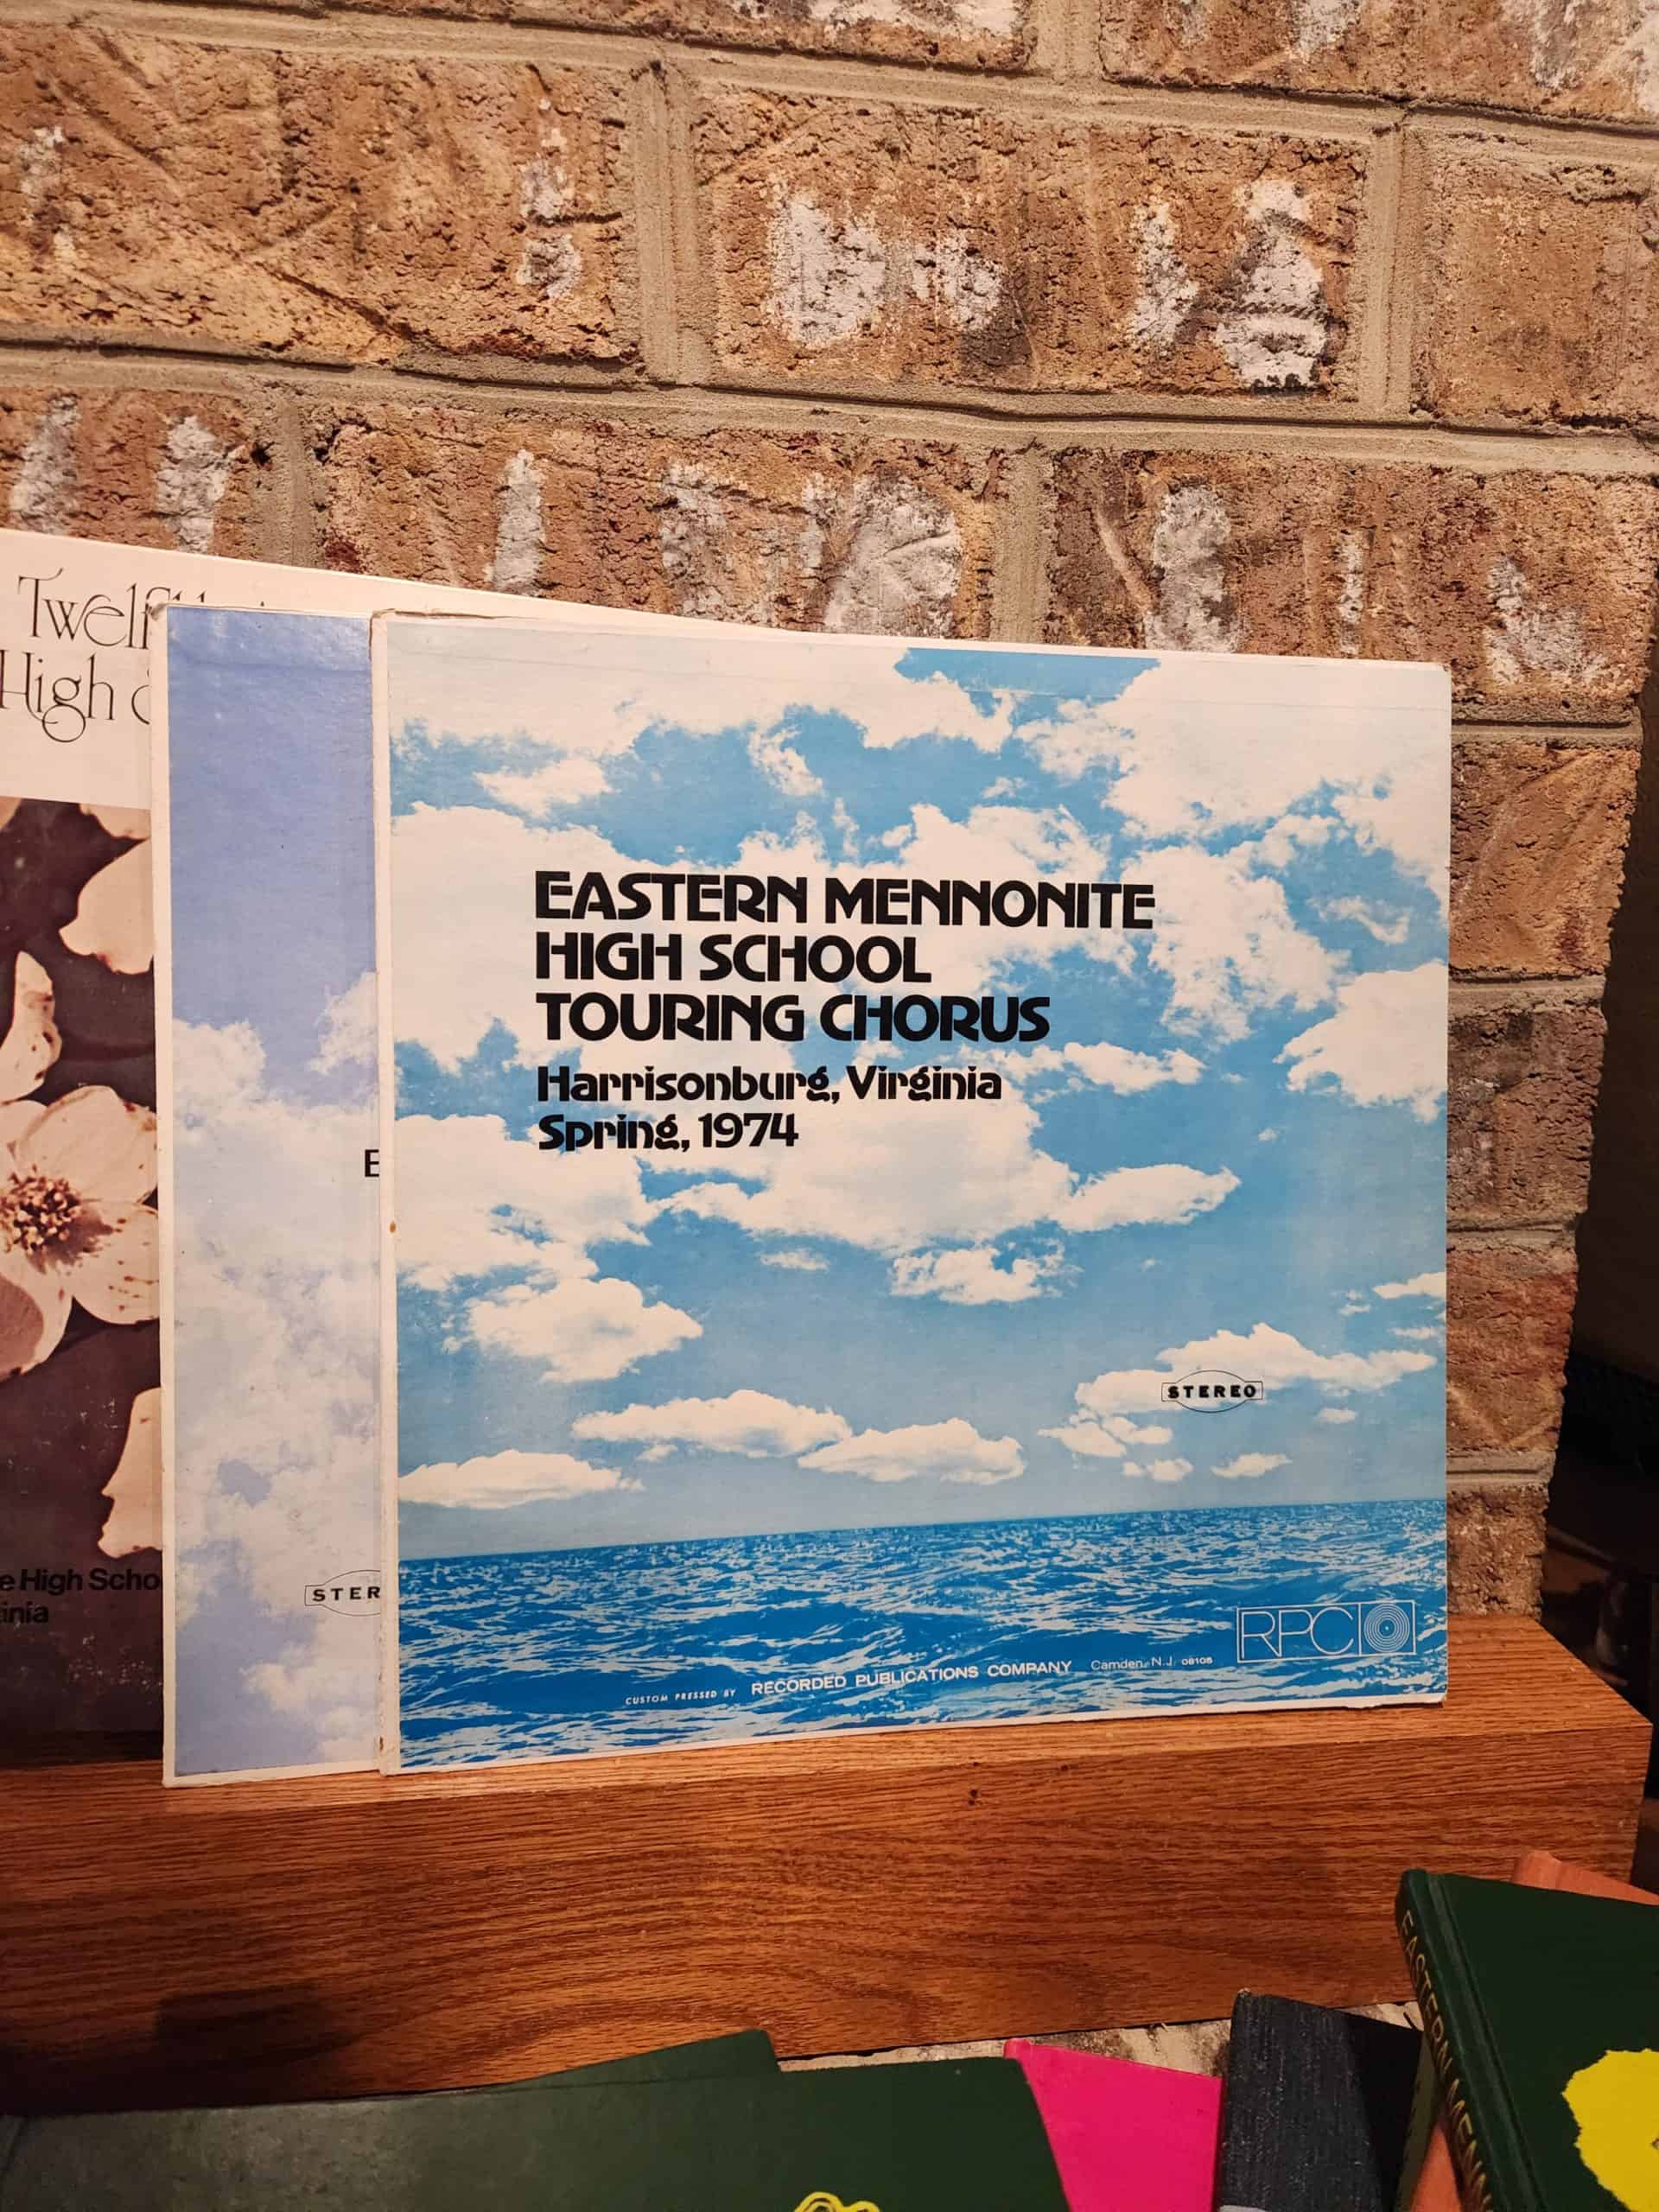 High
e High Scho
inia
E
STER
EASTERN MENNONITE
HIGH SCHOOL
TOURING CHORUS
Harrisonburg, Virginia
Spring, 1974
STEREO
RPC
CUSTOM PRESSED BY RECORDED PUBLICATIONS COMPANY Camden, N.J. 08105
EASTERN MENN